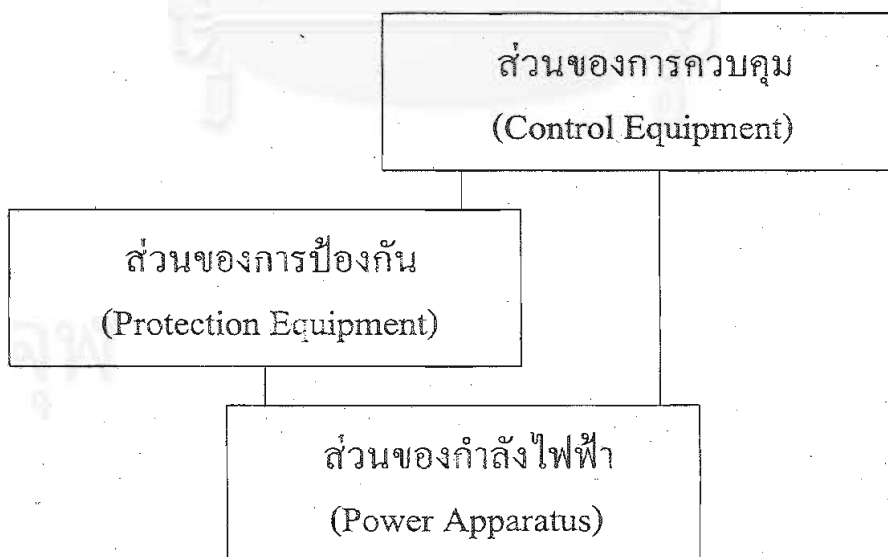 ส่วนของการควบคุม
(Control Equipment)
ส่วนของการป้องกัน
(Protection Equipment)
ส่วนของกำลังไฟฟ้า
(Power Apparatus)